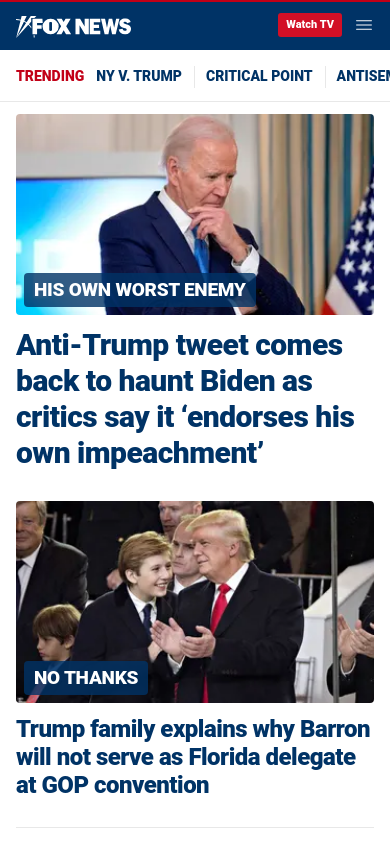 FOX NEWS
Watch TV
TRENDING NY V. TRUMP CRITICAL POINT
HIS OWN WORST ENEMY
Anti-Trump tweet comes
back to haunt Biden as
critics say it ‘endorses his
own impeachment’
NO THANKS
Trump family explains why Barron
will not serve as Florida delegate
at GOP convention